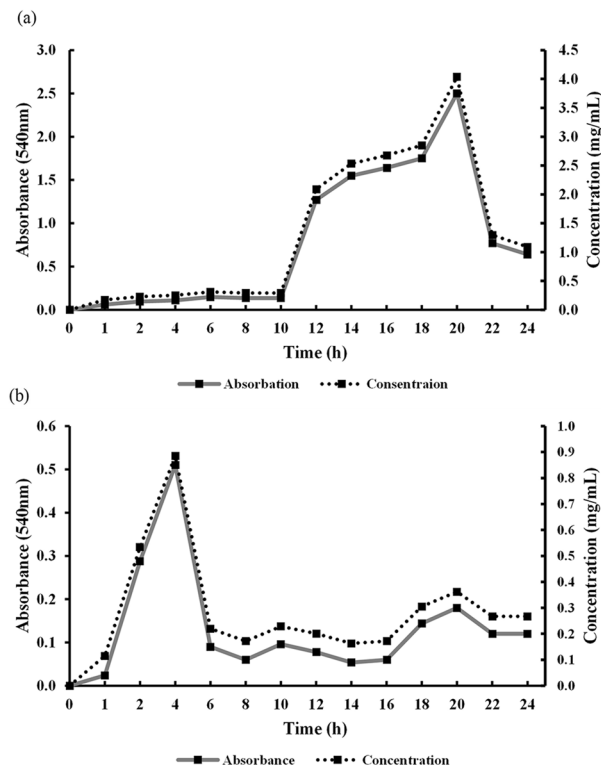 (a)
3.0 4.5
4.0
2.5
3.5
2.0 3.0
2.5
1.5
2.0
1.0 1.5
1.0
0.5
0.5
0.0 0.0
Absorbance (540nm)
Concentration (mg/mL)
0 1 2 4 6 8 10 12 14 16 18 20 22 24
Time (h)
Absorbation Consentraion
(b)
0.6 1.0
0.9
0.5 0.8
0.7
0.4
0.6
0.3 0.5
0.4
0.2
0.3
0.1 0.2
0.1
0.0 0.0
Absorbance (540nm)
Concentration (mg/mL)
0 1 2 4 6 8 10 12 14 16 18 20 22 24
Time (h)
Absorbance Concentration